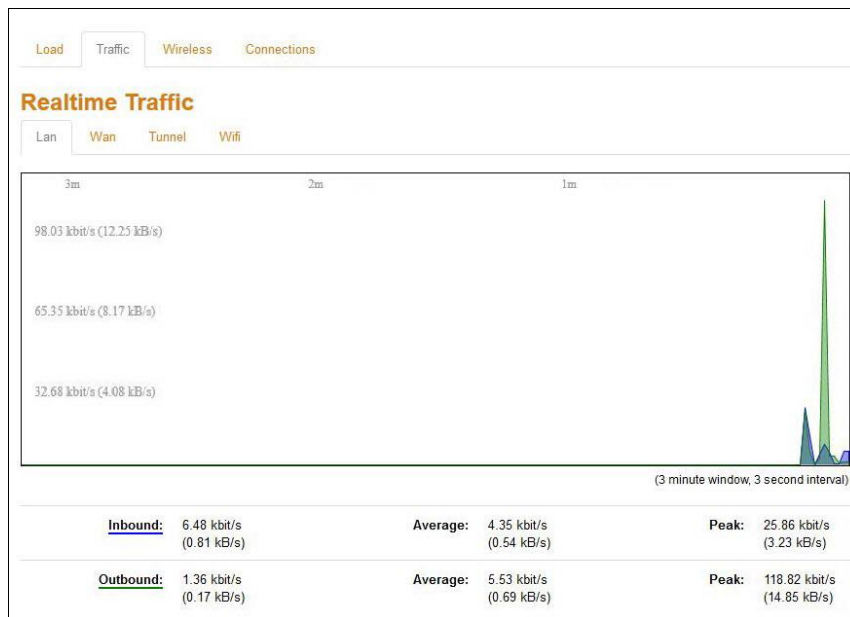 Load Traffic Wireless Connections
Realtime Traffic
Lan Wan Tunnel Wifi
3m 2m 1m
98.03 kbit/s (12.25 kB/s)
65.35 kbit/s (8.17 kB/s)
32.68 kbit/s (4.08 kB/s)
(3 minute window, 3 second interval)
Inbound: 6.48 kbit/s Average: 4.35 kbit/s Peak: 25.86 kbit/s
(0.81 kB/s) (0.54 kB/s) (3.23 kB/s)
Outbound: 1.36 kbit/s Average: 5.53 kbit/s Peak: 118.82 kbit/s
(0.17 kB/s) (0.69 kB/s) (14.85 kB/s)